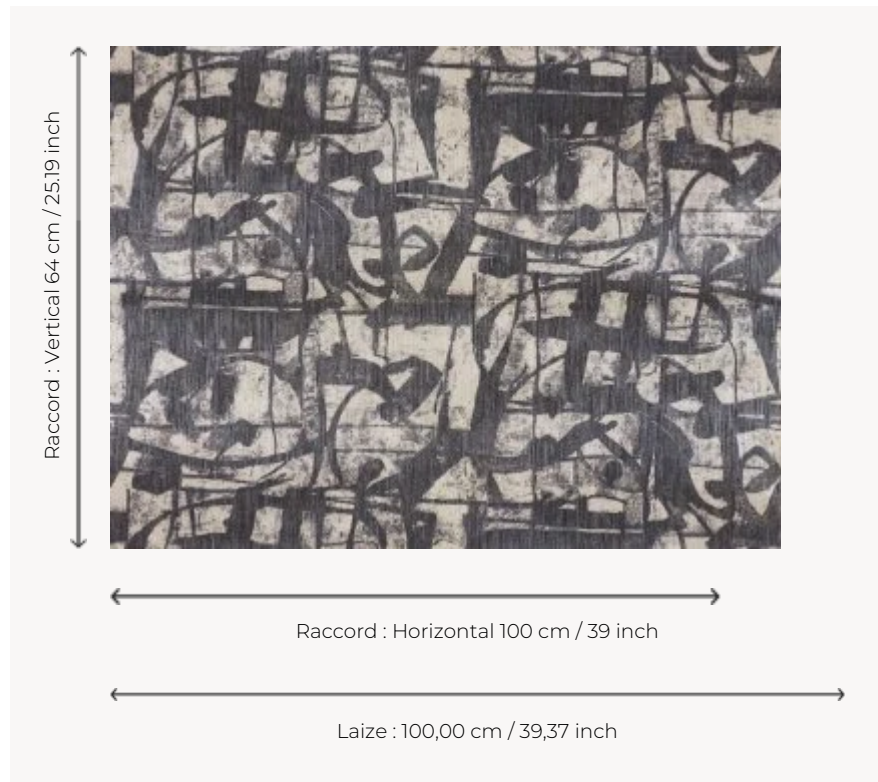 Raccord : Vertical 64 cm / 25.19 inch
Raccord : Horizontal 100 cm / 39 inch
Laize : 100,00 cm / 39,37 inch